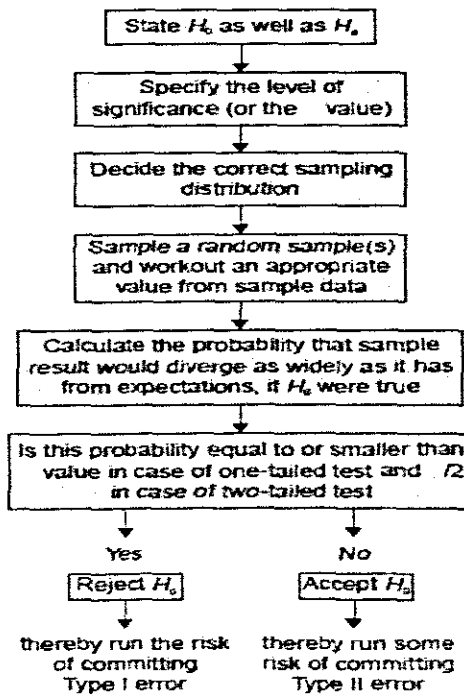 State H₀ as well as Hₐ
Specify the level of
significance (or the value)
Decide the correct sampling
distribution
Sample a random sample(s)
and workout an appropriate
value from sample data
Calculate the probability that sample
result would diverge as widely as it has
from expectations, if H₀ were true
Is this probability equal to or smaller than
value in case of one-tailed test and /2
in case of two-tailed test
Yes
No
Reject H₀
Accept H₀
thereby run the risk
of committing
Type I error
thereby run some
risk of committing
Type II error